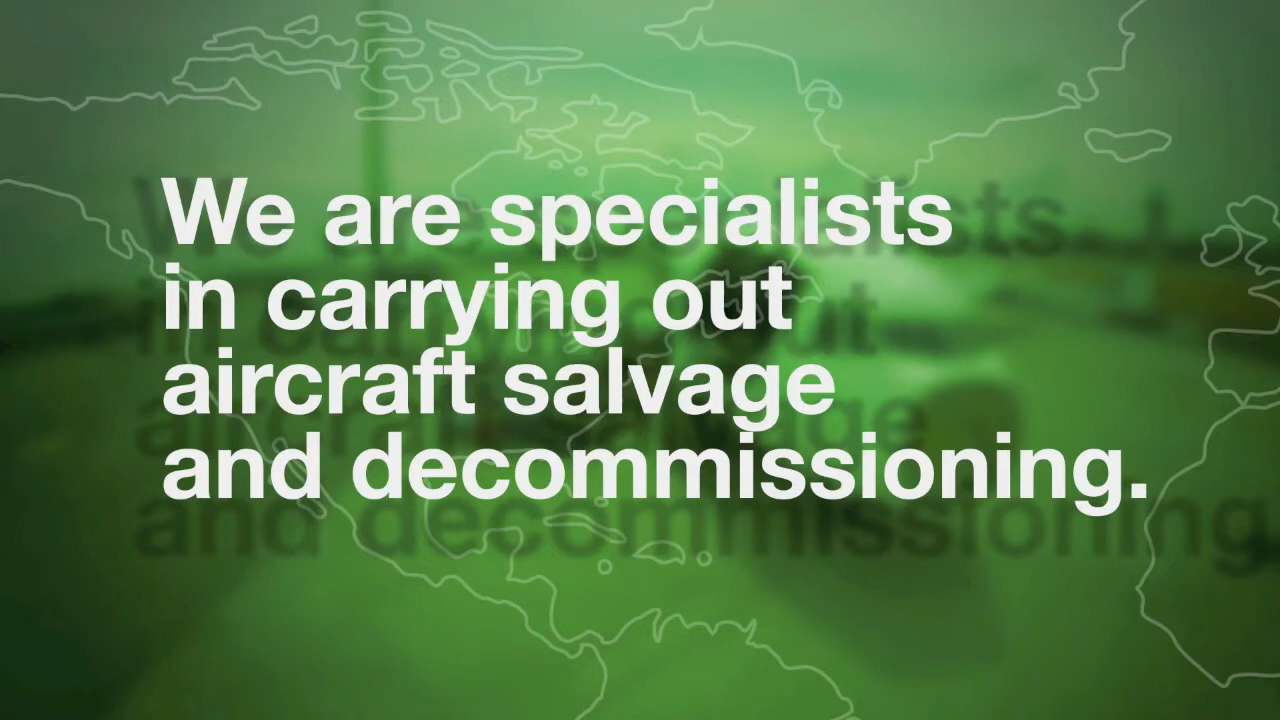 We are specialists
in carrying out
aircraft salvage
and decommissioning.